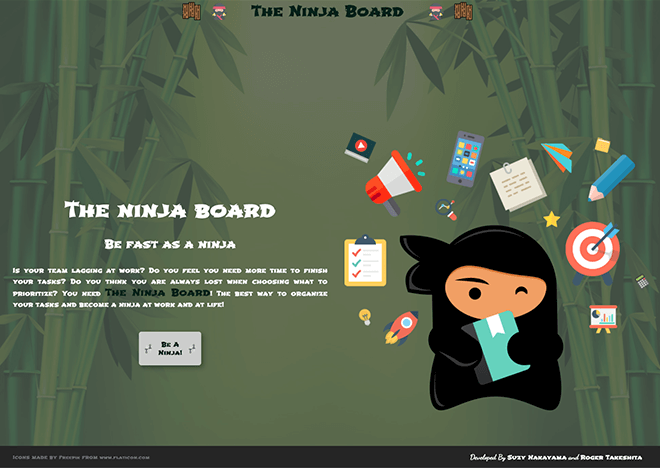 The Ninja Board
The ninja board
Be fast as a ninja
Is your team lagging at work? Do you feel you need more time to finish
your tasks? Do you think you are always lost when choosing what to
prioritize? You need The Ninja Board! The best way to organize
your tasks and become a ninja at work and at life!
Be A
Ninja!
Icons made by Freepik from www.flaticon.com
Developed By Suzy Nakayama and Roger Takeshita